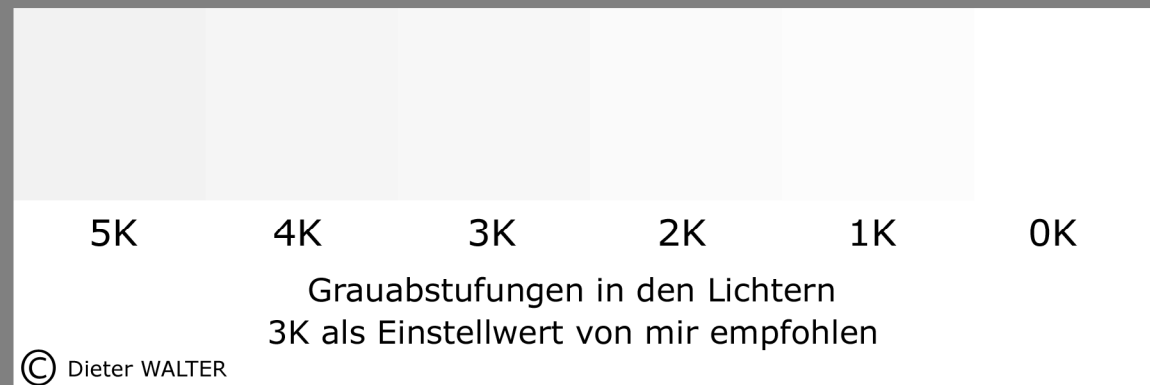 5K 4K 3K 2K 1K 0K
Grauabstufungen in den Lichtern
3K als Einstellwert von mir empfohlen
© Dieter WALTER